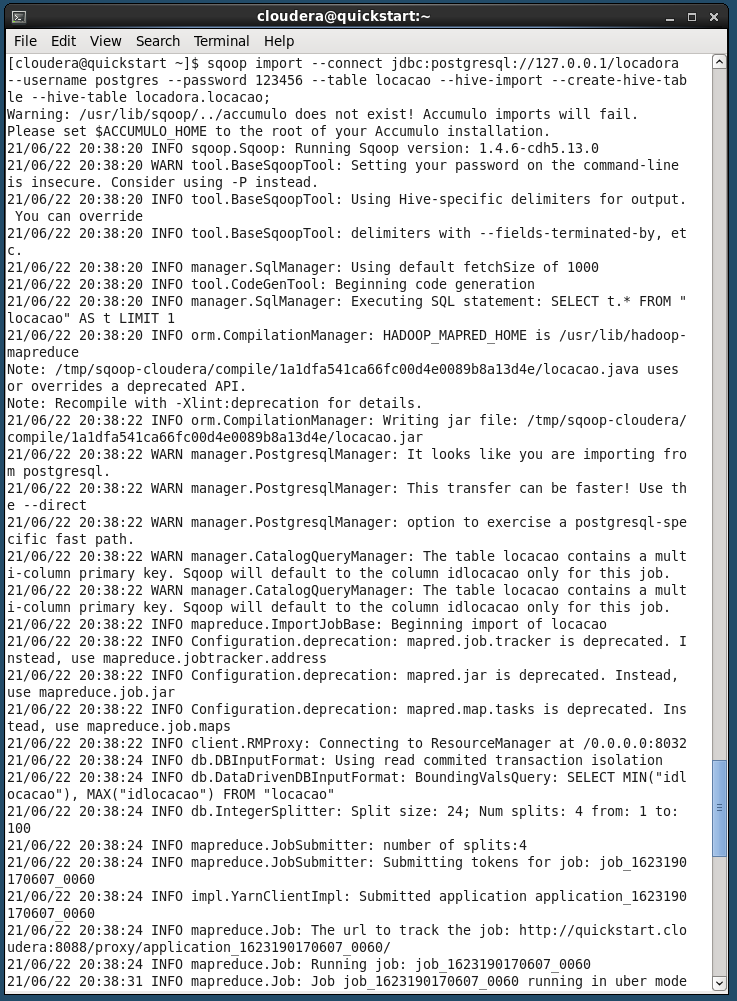 cloudera@quickstart:~
File Edit View Search Terminal Help
[cloudera@quickstart ~]$ sqoop import --connect jdbc:postgresql://127.0.0.1/locadora
--username postgres --password 123456 --table locacao --hive-import --create-hive-tab
le --hive-table locadora.locacao;
Warning: /usr/lib/sqoop/../accumulo does not exist! Accumulo imports will fail.
Please set $ACCUMULO_HOME to the root of your Accumulo installation.
21/06/22 20:38:20 INFO sqoop.Sqoop: Running Sqoop version: 1.4.6-cdh5.13.0
21/06/22 20:38:20 WARN tool.BaseSqoopTool: Setting your password on the command-line
is insecure. Consider using -P instead.
21/06/22 20:38:20 INFO tool.BaseSqoopTool: Using Hive-specific delimiters for output.
 You can override
21/06/22 20:38:20 INFO tool.BaseSqoopTool: delimiters with --fields-terminated-by, et
c.
21/06/22 20:38:20 INFO manager.SqlManager: Using default fetchSize of 1000
21/06/22 20:38:20 INFO tool.CodeGenTool: Beginning code generation
21/06/22 20:38:20 INFO manager.SqlManager: Executing SQL statement: SELECT t.* FROM "
locacao" AS t LIMIT 1
21/06/22 20:38:20 INFO orm.CompilationManager: HADOOP_MAPRED_HOME is /usr/lib/hadoop-
mapreduce
Note: /tmp/sqoop-cloudera/compile/1a1dfa541ca66fc00d4e0089b8a13d4e/locacao.java uses
or overrides a deprecated API.
Note: Recompile with -Xlint:deprecation for details.
21/06/22 20:38:22 INFO orm.CompilationManager: Writing jar file: /tmp/sqoop-cloudera/
compile/1a1dfa541ca66fc00d4e0089b8a13d4e/locacao.jar
21/06/22 20:38:22 WARN manager.PostgresqlManager: It looks like you are importing fro
m postgresql.
21/06/22 20:38:22 WARN manager.PostgresqlManager: This transfer can be faster! Use th
e --direct
21/06/22 20:38:22 WARN manager.PostgresqlManager: option to exercise a postgresql-spe
cific fast path.
21/06/22 20:38:22 WARN manager.CatalogQueryManager: The table locacao contains a mult
i-column primary key. Sqoop will default to the column idlocacao only for this job.
21/06/22 20:38:22 WARN manager.CatalogQueryManager: The table locacao contains a mult
i-column primary key. Sqoop will default to the column idlocacao only for this job.
21/06/22 20:38:22 INFO mapreduce.ImportJobBase: Beginning import of locacao
21/06/22 20:38:22 INFO Configuration.deprecation: mapred.job.tracker is deprecated. I
nstead, use mapreduce.jobtracker.address
21/06/22 20:38:22 INFO Configuration.deprecation: mapred.jar is deprecated. Instead,
use mapreduce.job.jar
21/06/22 20:38:22 INFO Configuration.deprecation: mapred.map.tasks is deprecated. Ins
tead, use mapreduce.job.maps
21/06/22 20:38:22 INFO client.RMProxy: Connecting to ResourceManager at /0.0.0.0:8032
21/06/22 20:38:24 INFO db.DBInputFormat: Using read commited transaction isolation
21/06/22 20:38:24 INFO db.DataDrivenDBInputFormat: BoundingValsQuery: SELECT MIN("idl
ocacao"), MAX("idlocacao") FROM "locacao"
21/06/22 20:38:24 INFO db.IntegerSplitter: Split size: 24; Num splits: 4 from: 1 to:
100
21/06/22 20:38:24 INFO mapreduce.JobSubmitter: number of splits:4
21/06/22 20:38:24 INFO mapreduce.JobSubmitter: Submitting tokens for job: job_1623190
170607_0060
21/06/22 20:38:24 INFO impl.YarnClientImpl: Submitted application application_1623190
170607_0060
21/06/22 20:38:24 INFO mapreduce.Job: The url to track the job: http://quickstart.clo
udera:8088/proxy/application_1623190170607_0060/
21/06/22 20:38:24 INFO mapreduce.Job: Running job: job_1623190170607_0060
21/06/22 20:38:31 INFO mapreduce.Job: Job job_1623190170607_0060 running in uber mode